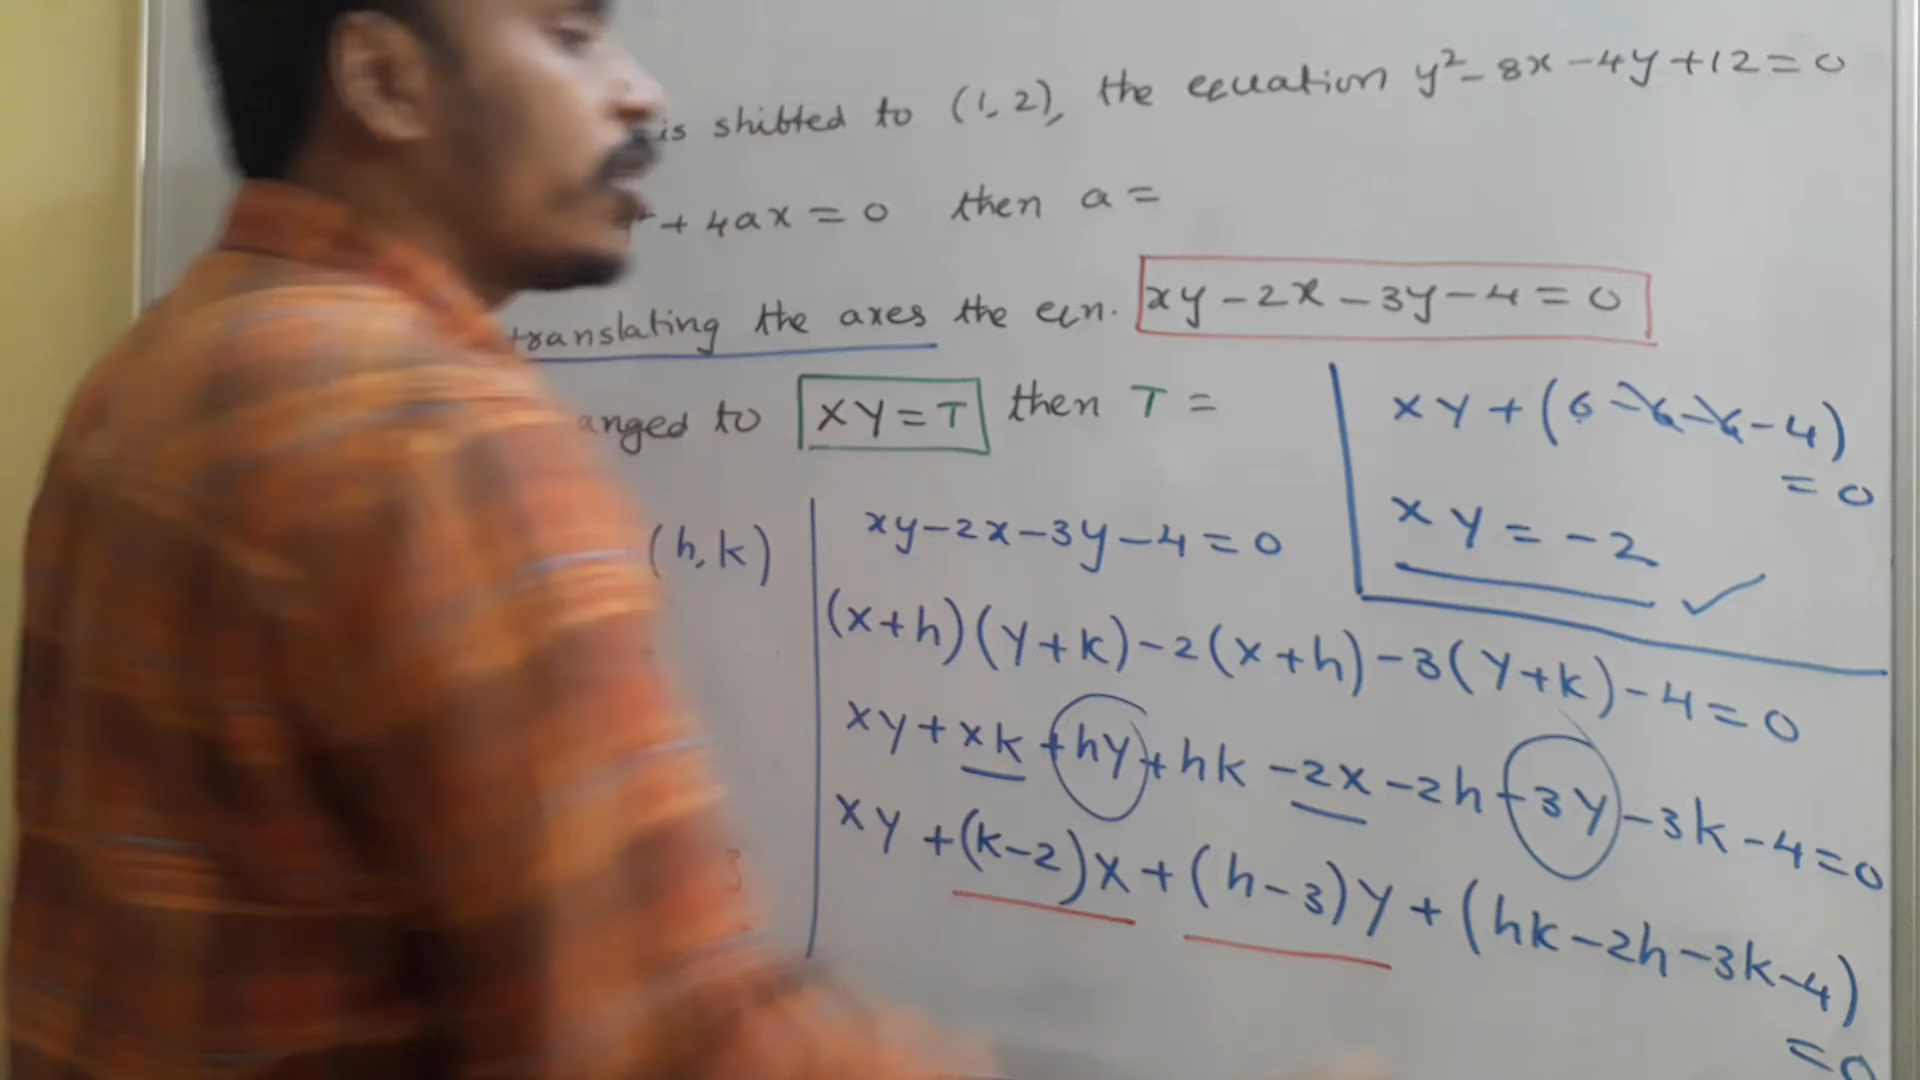 is shifted to (1, 2), the equation y²-8x-4y+12=0
+4ax=0 then a=
translating the axes the eqn. xy-2x-3y-4=0
anged to XY=T then T=
XY+(6-6-6-4)
=0
XY=-2 ✓
(h,k)
xy-2x-3y-4=0
(X+h)(Y+k)-2(X+h)-3(Y+k)-4=0
XY+Xk+hY+hk-2X-2h-3Y-3k-4=0
XY+(k-2)X+(h-3)Y+(hk-2h-3k-4)
=0
3